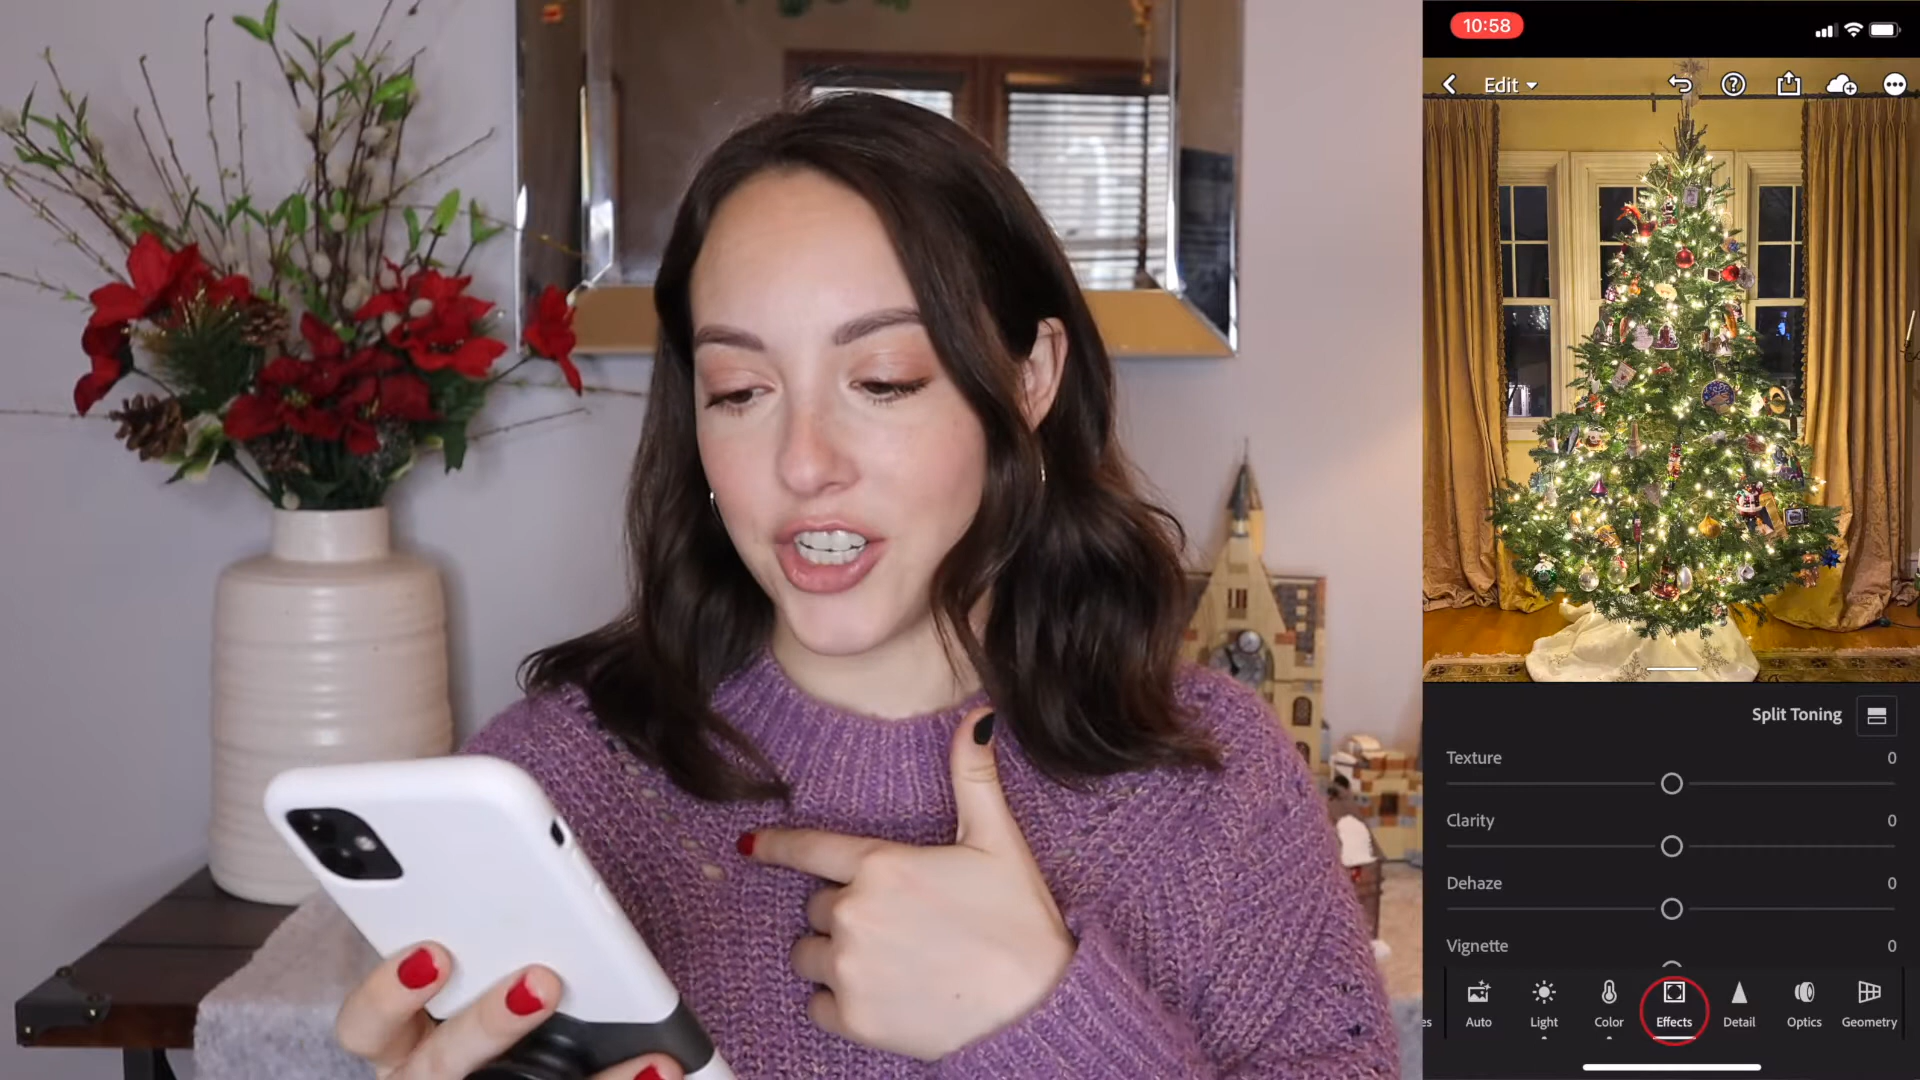 10:58
Edit
Split Toning
Texture 0
Clarity 0
Dehaze 0
Vignette 0
es Auto Light Color Effects Detail Optics Geometry